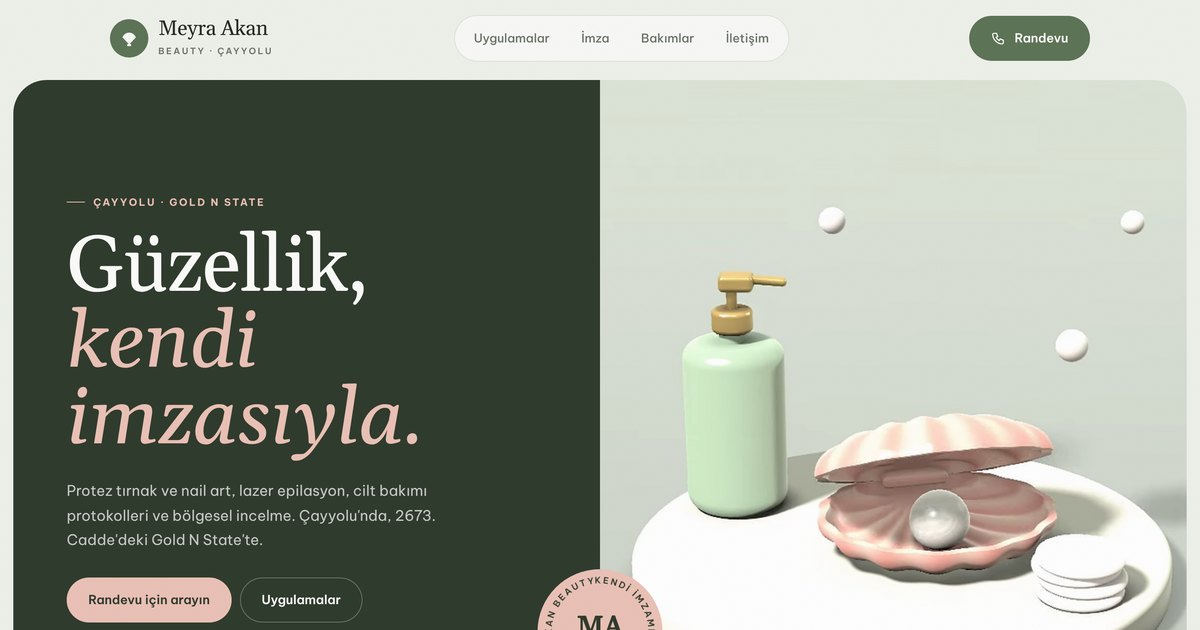 Meyra Akan
BEAUTY · ÇAYYOLU
Uygulamalar
İmza
Bakımlar
İletişim
Randevu
ÇAYYOLU · GOLD N STATE
Güzellik,
kendi
imzasıyla.
Protez tırnak ve nail art, lazer epilasyon, cilt bakımı
protokolleri ve bölgesel incelme. Çayyolu'nda, 2673.
Cadde'deki Gold N State'te.
Randevu için arayın
Uygulamalar
BEAUTY
KENDİ
MA